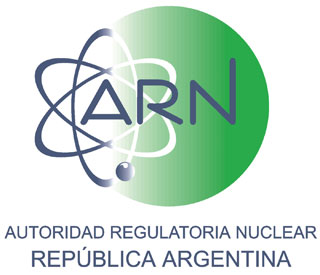 ARN
AUTORIDAD REGULATORIA NUCLEAR
REPÚBLICA ARGENTINA